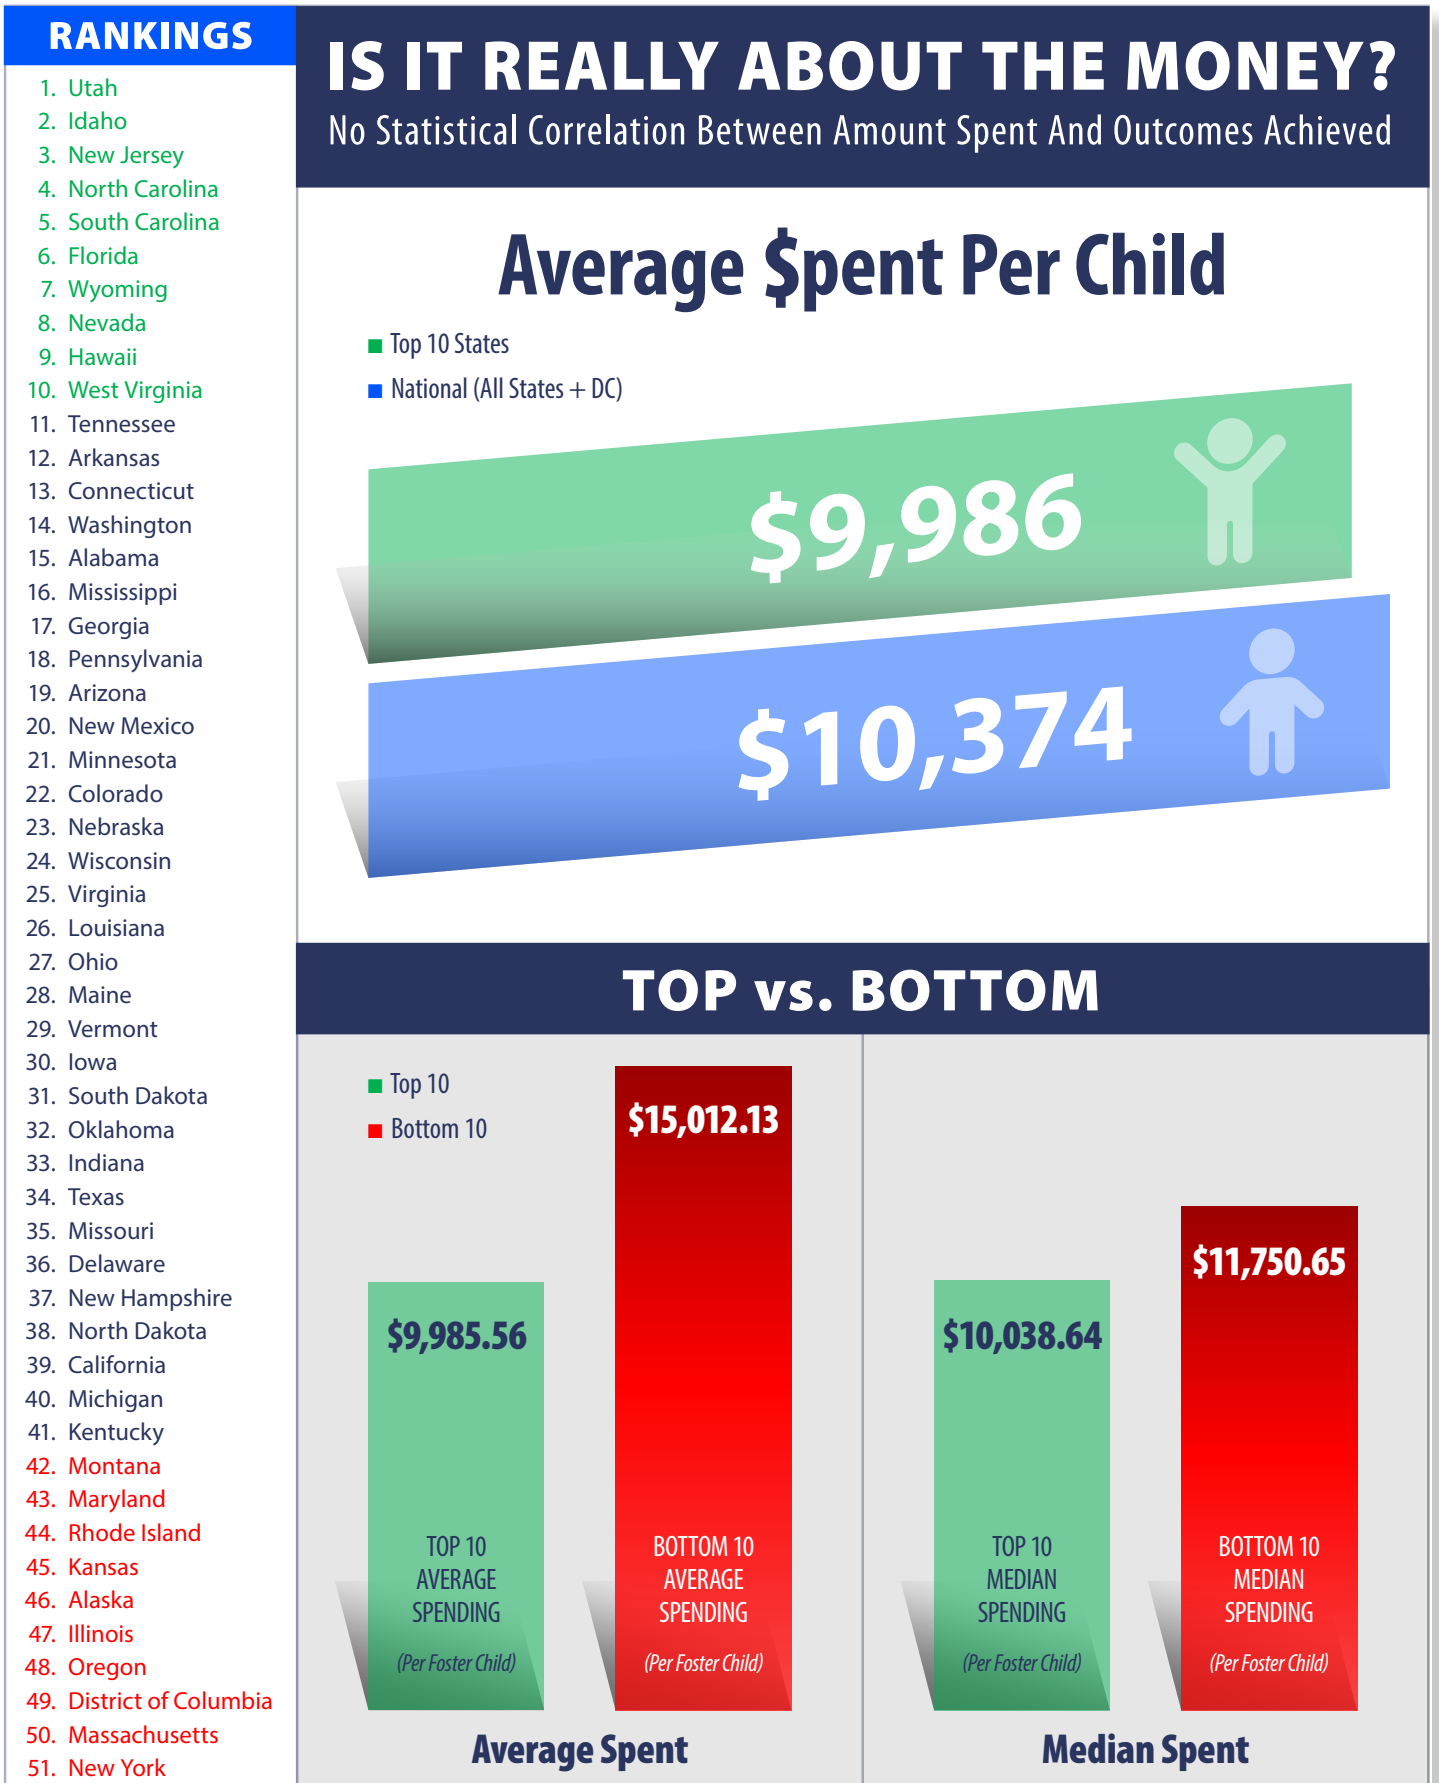 RANKINGS
1. Utah
2. Idaho
3. New Jersey
4. North Carolina
5. South Carolina
6. Florida
7. Wyoming
8. Nevada
9. Hawaii
10. West Virginia
11. Tennessee
12. Arkansas
13. Connecticut
14. Washington
15. Alabama
16. Mississippi
17. Georgia
18. Pennsylvania
19. Arizona
20. New Mexico
21. Minnesota
22. Colorado
23. Nebraska
24. Wisconsin
25. Virginia
26. Louisiana
27. Ohio
28. Maine
29. Vermont
30. Iowa
31. South Dakota
32. Oklahoma
33. Indiana
34. Texas
35. Missouri
36. Delaware
37. New Hampshire
38. North Dakota
39. California
40. Michigan
41. Kentucky
42. Montana
43. Maryland
44. Rhode Island
45. Kansas
46. Alaska
47. Illinois
48. Oregon
49. District of Columbia
50. Massachusetts
51. New York
IS IT REALLY ABOUT THE MONEY?
No Statistical Correlation Between Amount Spent And Outcomes Achieved
Average $pent Per Child
Top 10 States
National (All States + DC)
$9,986
$10,374
TOP vs. BOTTOM
Top 10
Bottom 10
$9,985.56
TOP 10
AVERAGE
SPENDING
(Per Foster Child)
$15,012.13
BOTTOM 10
AVERAGE
SPENDING
(Per Foster Child)
Average Spent
$10,038.64
TOP 10
MEDIAN
SPENDING
(Per Foster Child)
$11,750.65
BOTTOM 10
MEDIAN
SPENDING
(Per Foster Child)
Median Spent